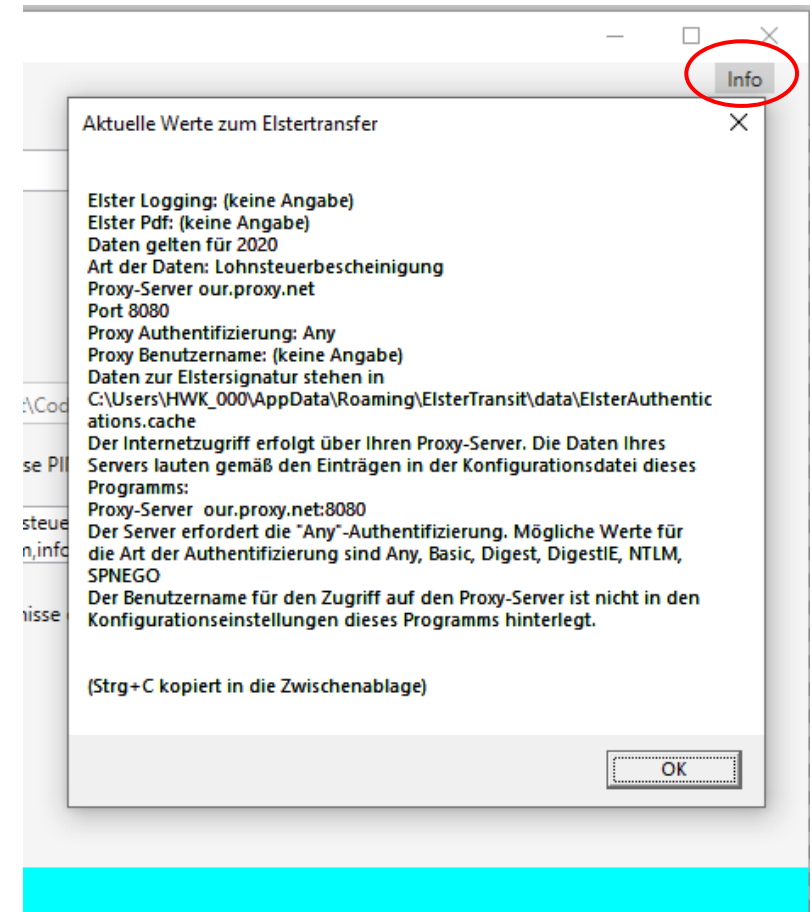 Info
Aktuelle Werte zum Elstertransfer
Elster Logging: (keine Angabe)
Elster Pdf: (keine Angabe)
Daten gelten für 2020
Art der Daten: Lohnsteuerbescheinigung
Proxy-Server our.proxy.net
Port 8080
Proxy Authentifizierung: Any
Proxy Benutzername: (keine Angabe)
Daten zur Elstersignatur stehen in
C:\Users\HWK_000\AppData\Roaming\ElsterTransit\data\ElsterAuthentic
ations.cache
Der Internetzugriff erfolgt über Ihren Proxy-Server. Die Daten Ihres
Servers lauten gemäß den Einträgen in der Konfigurationsdatei dieses
Programms:
Proxy-Server  our.proxy.net:8080
Der Server erfordert die "Any"-Authentifizierung. Mögliche Werte für
die Art der Authentifizierung sind Any, Basic, Digest, DigestIE, NTLM,
SPNEGO
Der Benutzername für den Zugriff auf den Proxy-Server ist nicht in den
Konfigurationseinstellungen dieses Programms hinterlegt.
(Strg+C kopiert in die Zwischenablage)
OK
\Cod
se PI
steue
n,info
nisse